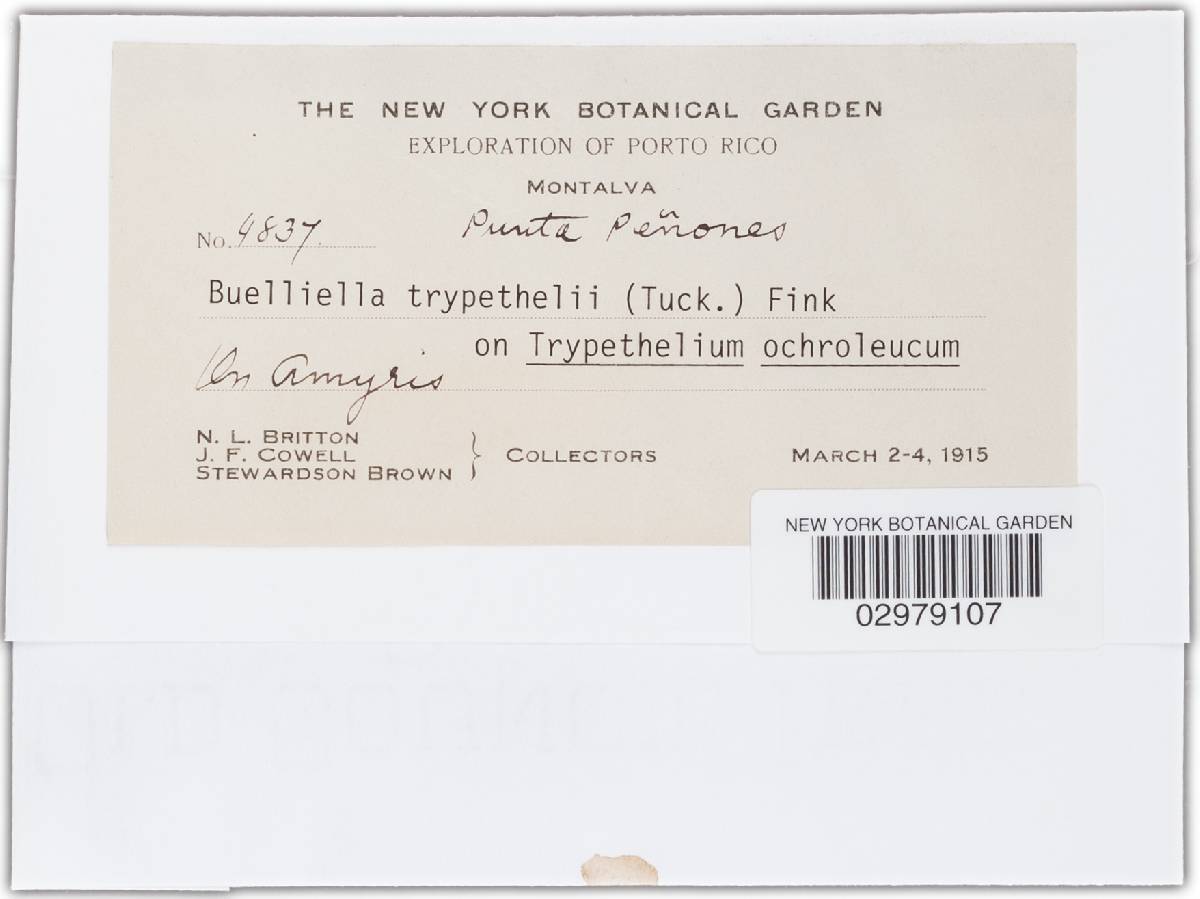 THE NEW YORK BOTANICAL GARDEN
EXPLORATION OF PORTO RICO
MONTALVA
No. 4837. Punta Peñones
Buelliella trypethelii (Tuck.) Fink
on Trypethelium ochroleucum
On Amyris
N. L. BRITTON
J. F. COWELL
STEWARDSON BROWN } COLLECTORS MARCH 2-4, 1915
NEW YORK BOTANICAL GARDEN
02979107